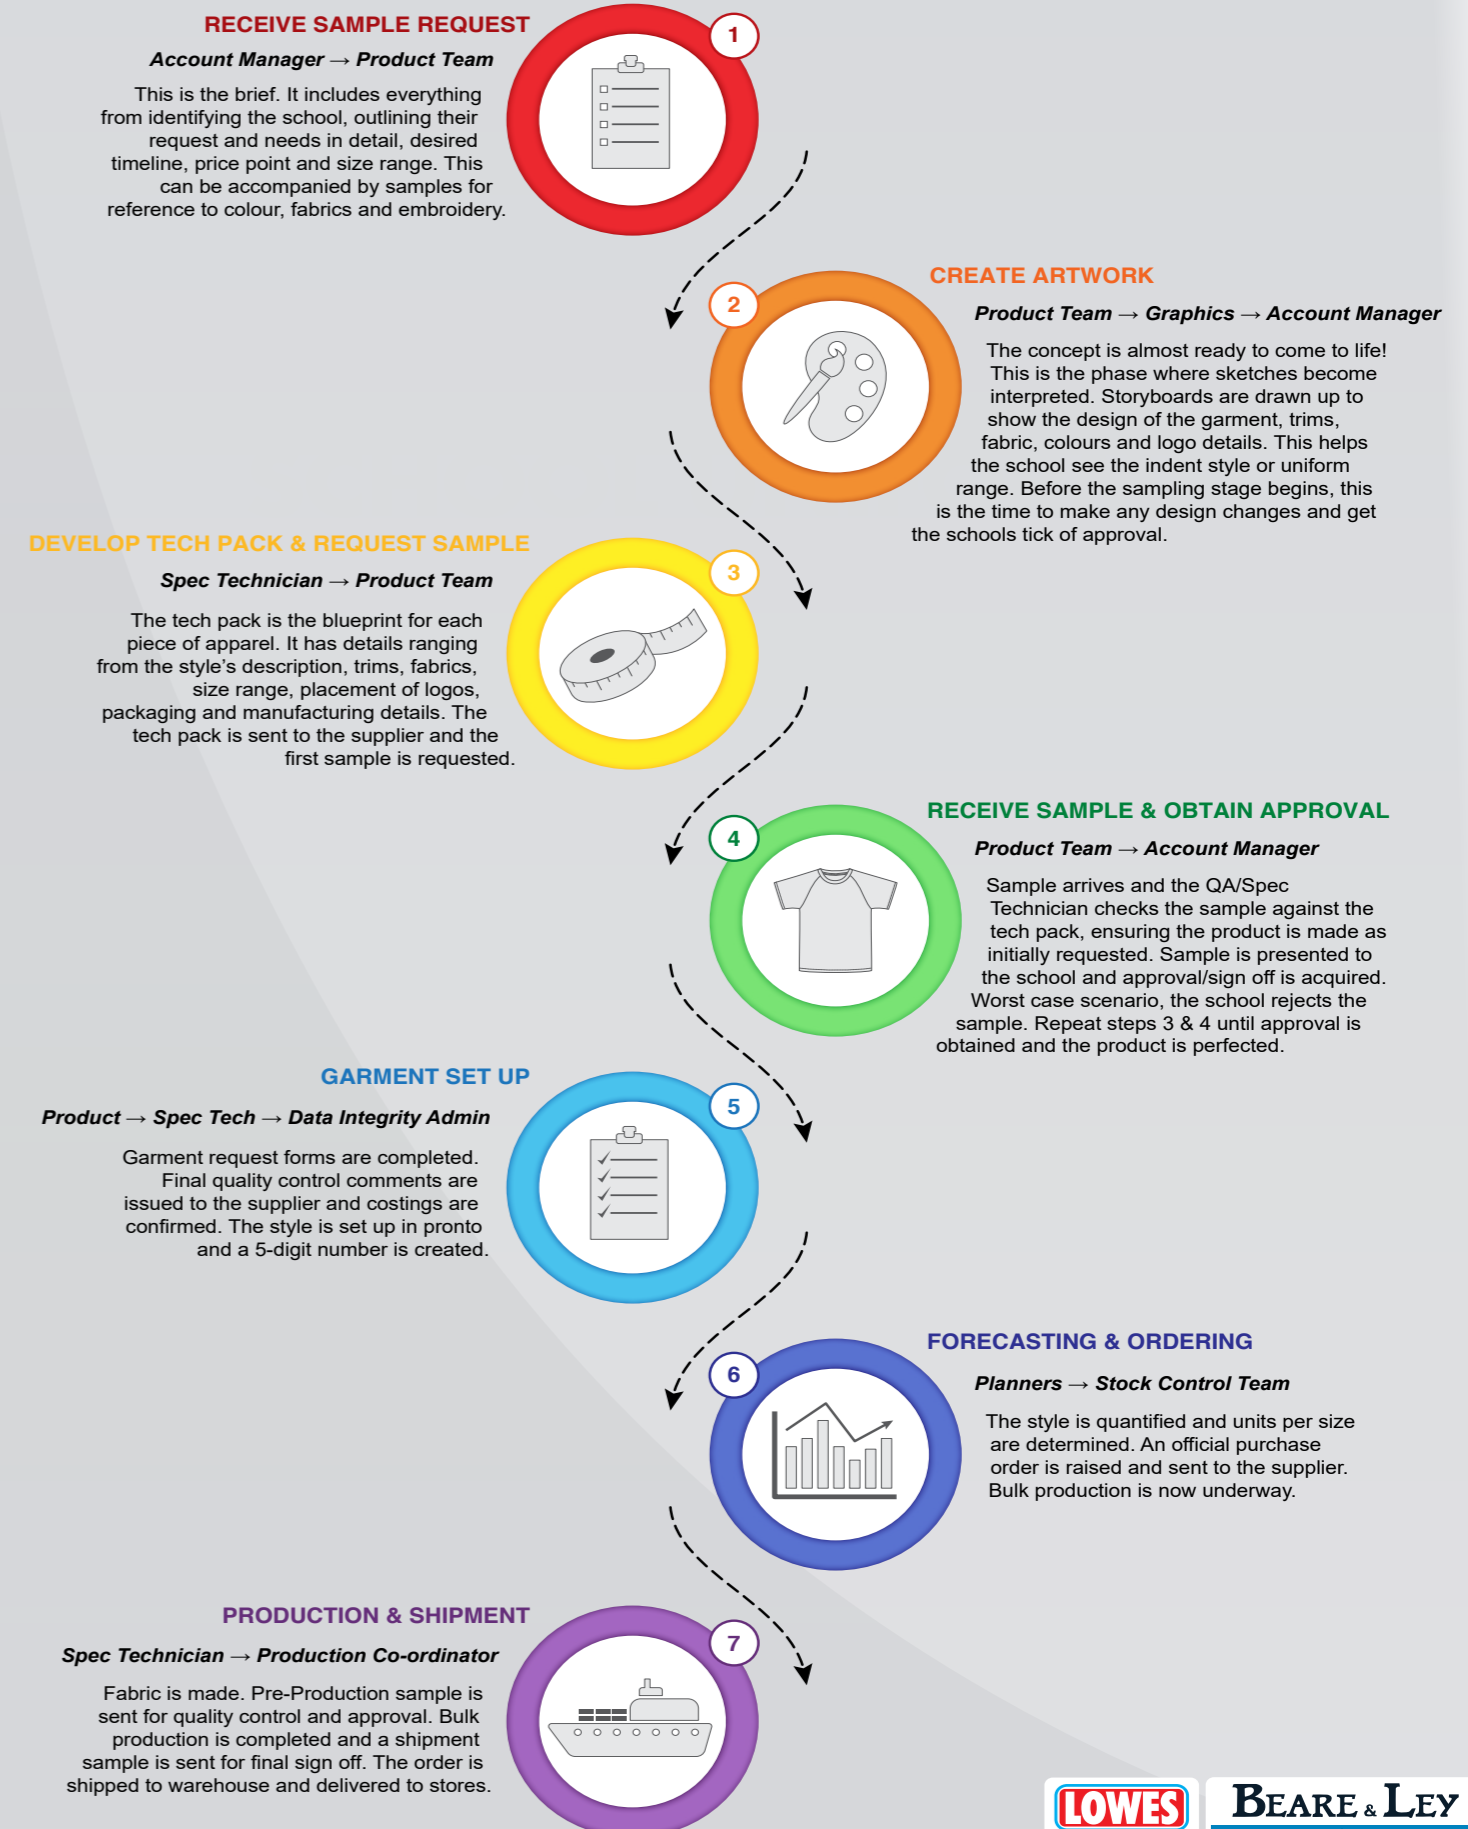 RECEIVE SAMPLE REQUEST
1
Account Manager → Product Team
This is the brief. It includes everything
from identifying the school, outlining their
request and needs in detail, desired
timeline, price point and size range. This
can be accompanied by samples for
reference to colour, fabrics and embroidery.
CREATE ARTWORK
2
Product Team → Graphics → Account Manager
The concept is almost ready to come to life!
This is the phase where sketches become
interpreted. Storyboards are drawn up to
show the design of the garment, trims,
fabric, colours and logo details. This helps
the school see the indent style or uniform
range. Before the sampling stage begins, this
is the time to make any design changes and get
the schools tick of approval.
DEVELOP TECH PACK & REQUEST SAMPLE
3
Spec Technician → Product Team
The tech pack is the blueprint for each
piece of apparel. It has details ranging
from the style's description, trims, fabrics,
size range, placement of logos,
packaging and manufacturing details. The
tech pack is sent to the supplier and the
first sample is requested.
RECEIVE SAMPLE & OBTAIN APPROVAL
4
Product Team → Account Manager
Sample arrives and the QA/Spec
Technician checks the sample against the
tech pack, ensuring the product is made as
initially requested. Sample is presented to
the school and approval/sign off is acquired.
Worst case scenario, the school rejects the
sample. Repeat steps 3 & 4 until approval is
obtained and the product is perfected.
GARMENT SET UP
5
Product → Spec Tech → Data Integrity Admin
Garment request forms are completed.
Final quality control comments are
issued to the supplier and costings are
confirmed. The style is set up in pronto
and a 5-digit number is created.
FORECASTING & ORDERING
6
Planners → Stock Control Team
The style is quantified and units per size
are determined. An official purchase
order is raised and sent to the supplier.
Bulk production is now underway.
PRODUCTION & SHIPMENT
7
Spec Technician → Production Co-ordinator
Fabric is made. Pre-Production sample is
sent for quality control and approval. Bulk
production is completed and a shipment
sample is sent for final sign off. The order is
shipped to warehouse and delivered to stores.
LOWES
BEARE & LEY